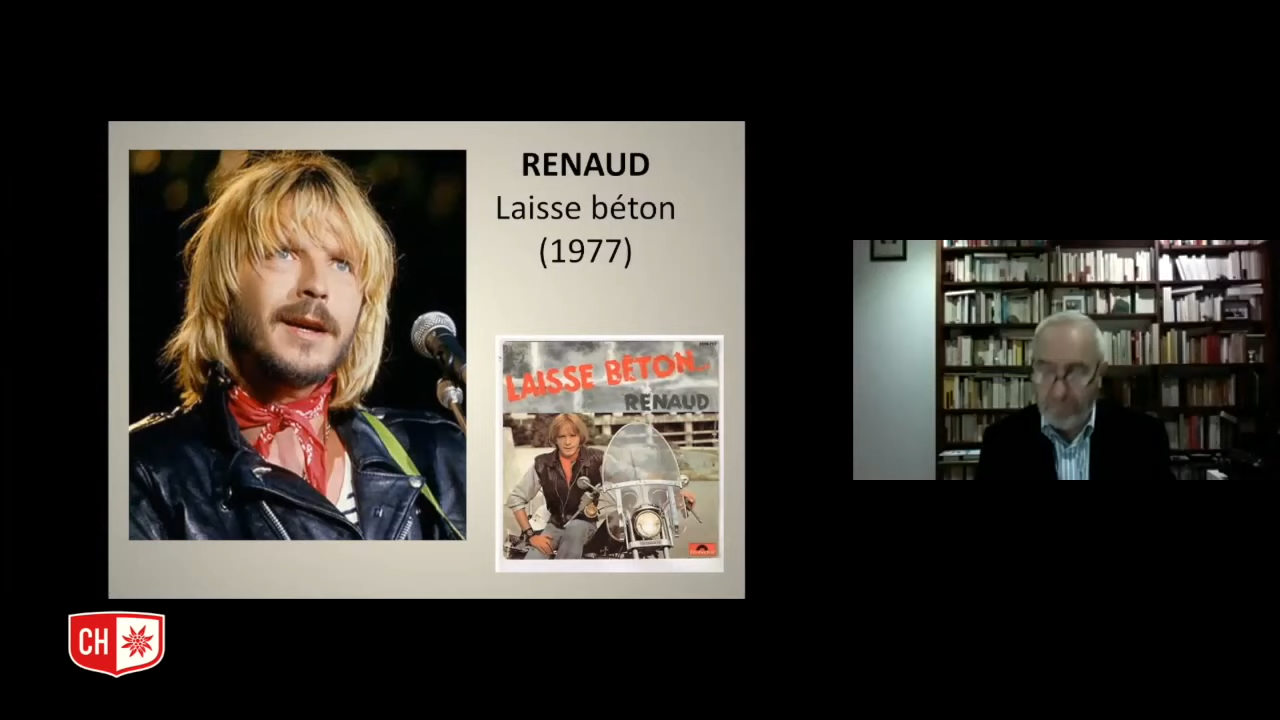 RENAUD
Laisse béton
(1977)
LAISSE BÉTON...
RENAUD
CH